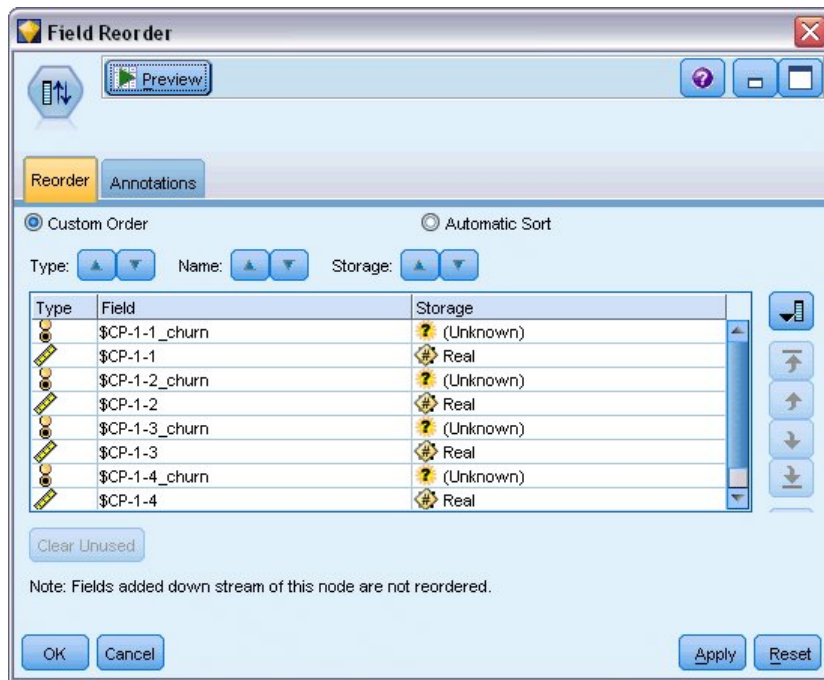 Field Reorder
Preview
Reorder Annotations
Custom Order Automatic Sort
Type: Name: Storage:
Type Field Storage
$CP-1-1_churn (Unknown)
$CP-1-1 Real
$CP-1-2_churn (Unknown)
$CP-1-2 Real
$CP-1-3_churn (Unknown)
$CP-1-3 Real
$CP-1-4_churn (Unknown)
$CP-1-4 Real
Clear Unused
Note: Fields added down stream of this node are not reordered.
OK Cancel Apply Reset